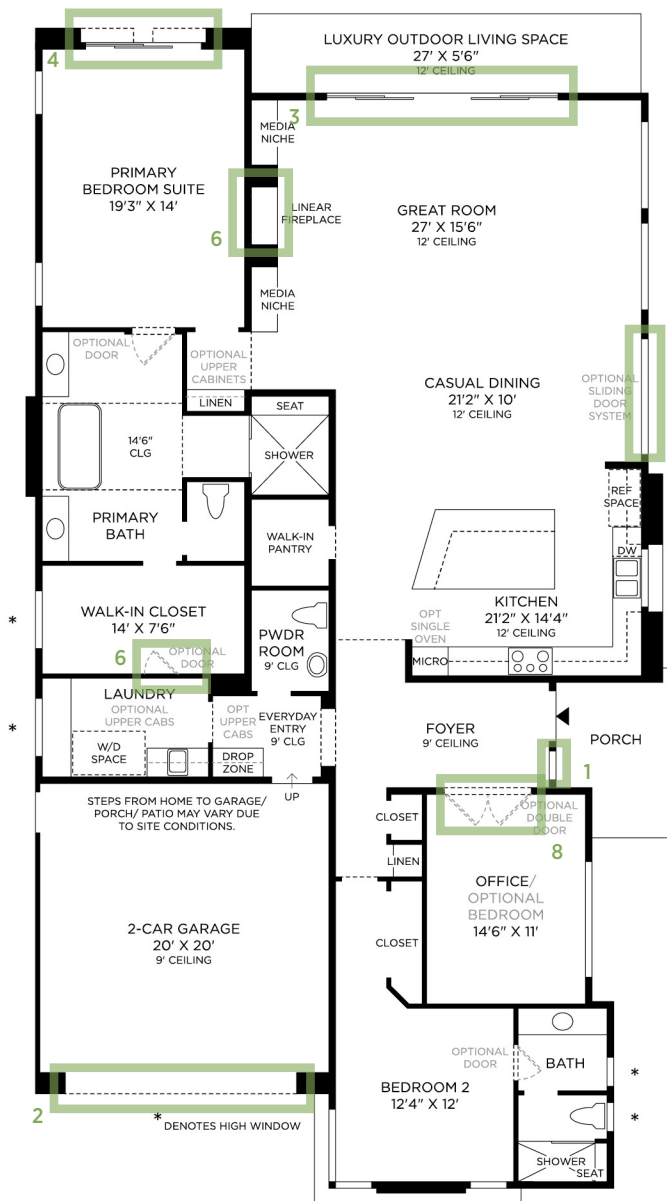 LUXURY OUTDOOR LIVING SPACE
27' X 5'6"
12' CEILING
4
3
MEDIA
NICHE
PRIMARY
BEDROOM SUITE
19'3" X 14'
LINEAR
FIREPLACE
6
GREAT ROOM
27' X 15'6"
12' CEILING
MEDIA
NICHE
OPTIONAL
DOOR
OPTIONAL
UPPER
CABINETS
LINEN
CASUAL DINING
21'2" X 10'
12' CEILING
OPTIONAL
SLIDING
DOOR
SYSTEM
SEAT
14'6"
CLG
SHOWER
REF
SPACE
PRIMARY
BATH
WALK-IN
PANTRY
DW
KITCHEN
21'2" X 14'4"
12' CEILING
OPT
SINGLE
OVEN
MICRO
*
WALK-IN CLOSET
14' X 7'6"
PWDR
ROOM
9' CLG
6
OPTIONAL
DOOR
*
LAUNDRY
OPTIONAL
UPPER CABS
OPT
UPPER
CABS
EVERYDAY
ENTRY
9' CLG
W/D
SPACE
DROP
ZONE
FOYER
9' CEILING
PORCH
1
UP
STEPS FROM HOME TO GARAGE/
PORCH/ PATIO MAY VARY DUE
TO SITE CONDITIONS.
CLOSET
OPTIONAL
DOUBLE
DOOR
8
LINEN
OFFICE/
OPTIONAL
BEDROOM
14'6" X 11'
2-CAR GARAGE
20' X 20'
9' CEILING
CLOSET
OPTIONAL
DOOR
BATH
BEDROOM 2
12'4" X 12'
*
*
2
* DENOTES HIGH WINDOW
SHOWER
SEAT